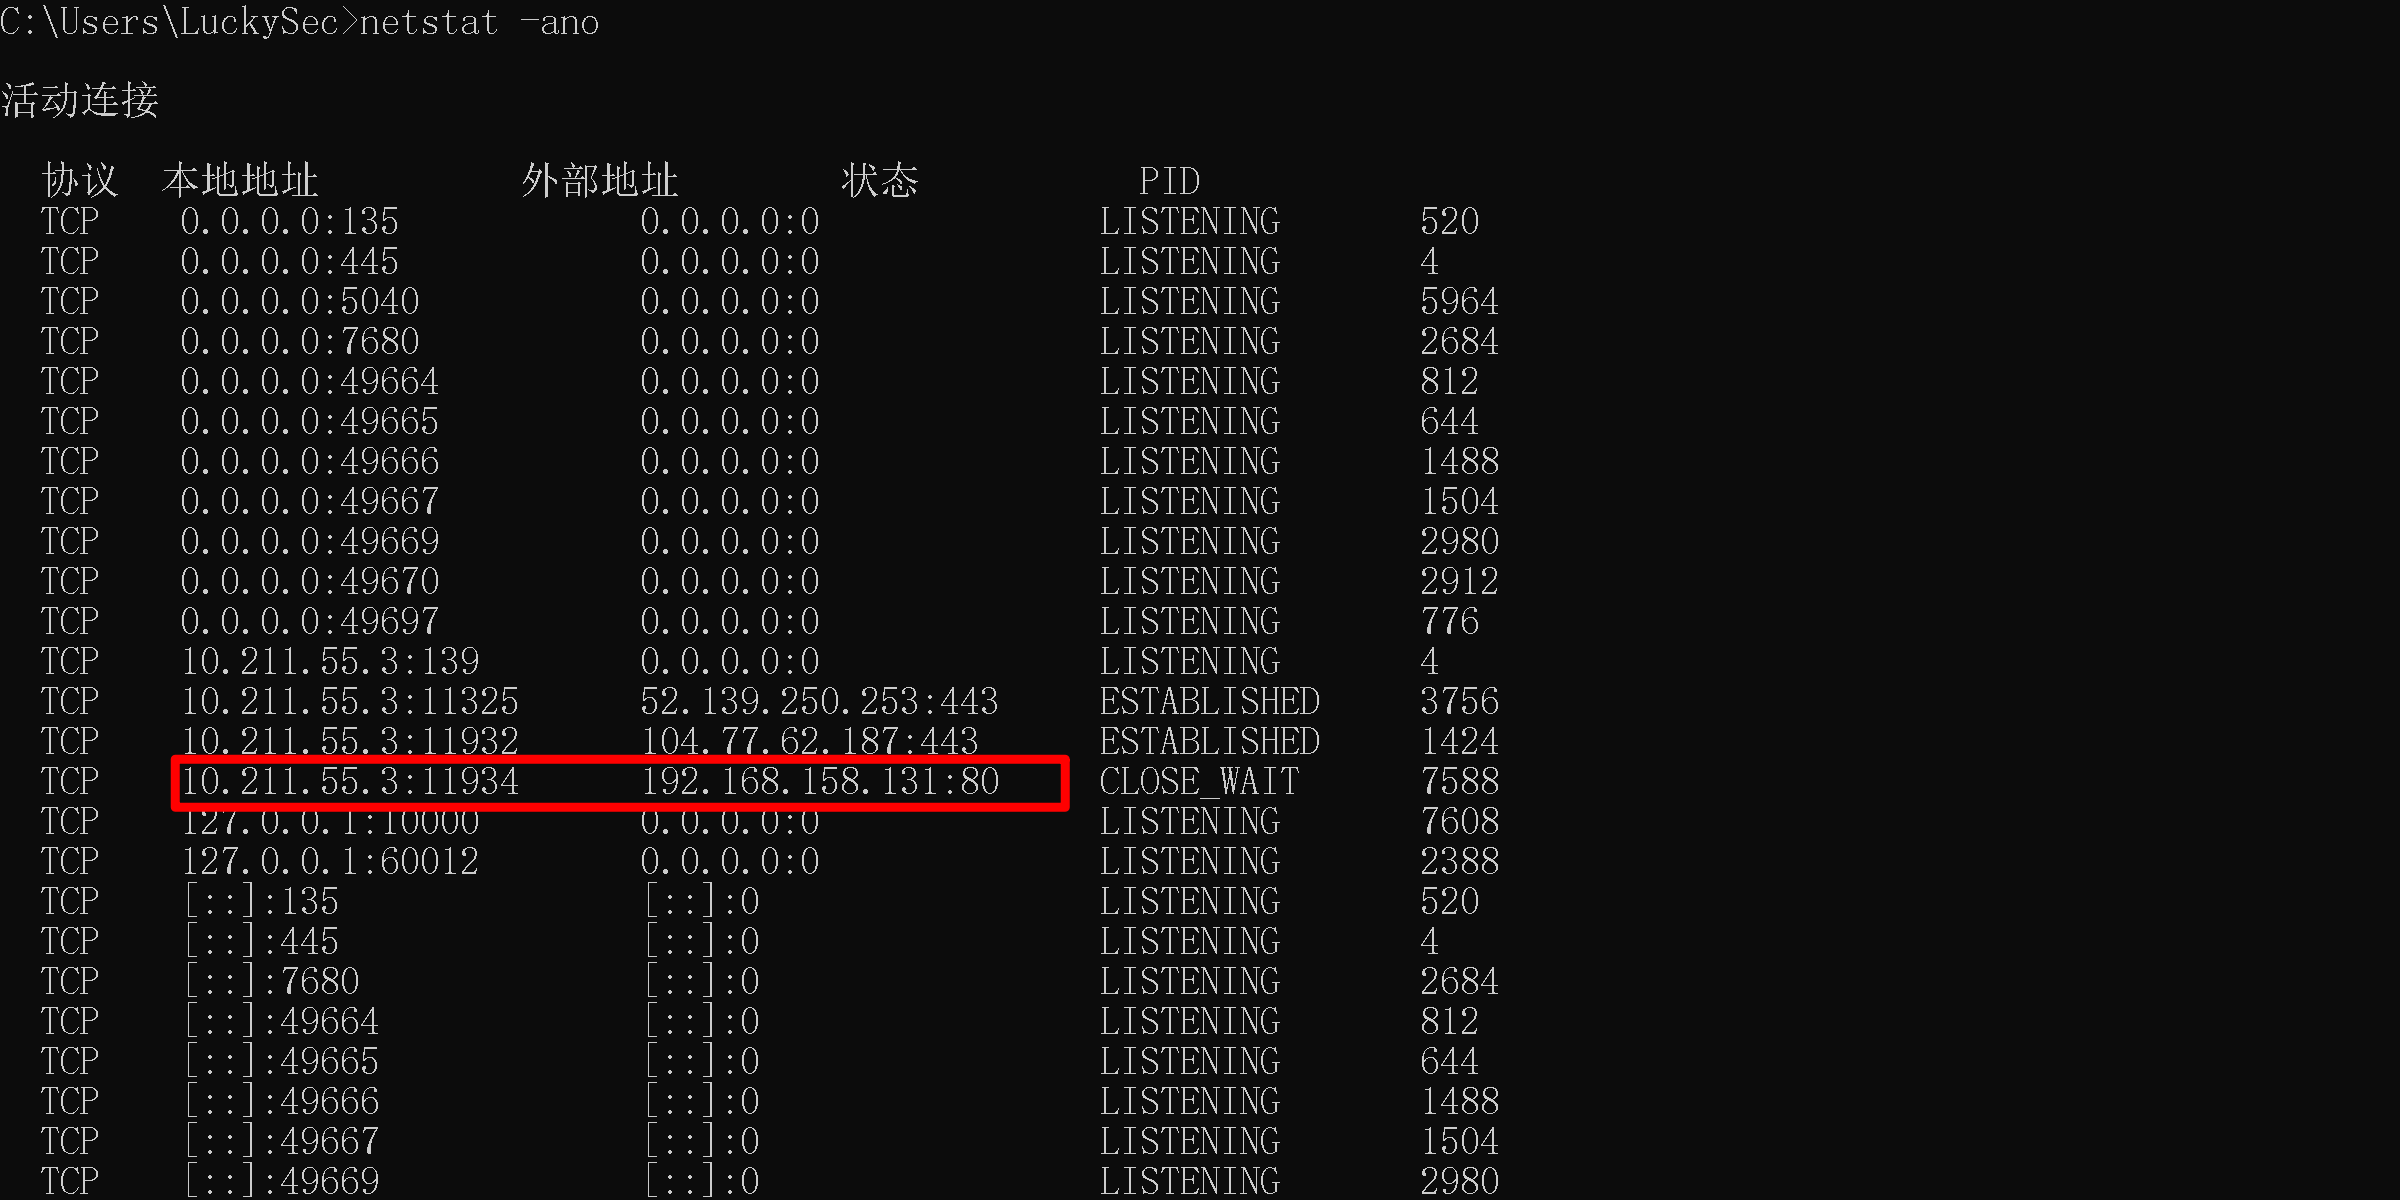 C:\Users\LuckySec>netstat -ano
活动连接
协议 本地地址 外部地址 状态 PID
TCP 0.0.0.0:135 0.0.0.0:0 LISTENING 520
TCP 0.0.0.0:445 0.0.0.0:0 LISTENING 4
TCP 0.0.0.0:5040 0.0.0.0:0 LISTENING 5964
TCP 0.0.0.0:7680 0.0.0.0:0 LISTENING 2684
TCP 0.0.0.0:49664 0.0.0.0:0 LISTENING 812
TCP 0.0.0.0:49665 0.0.0.0:0 LISTENING 644
TCP 0.0.0.0:49666 0.0.0.0:0 LISTENING 1488
TCP 0.0.0.0:49667 0.0.0.0:0 LISTENING 1504
TCP 0.0.0.0:49669 0.0.0.0:0 LISTENING 2980
TCP 0.0.0.0:49670 0.0.0.0:0 LISTENING 2912
TCP 0.0.0.0:49697 0.0.0.0:0 LISTENING 776
TCP 10.211.55.3:139 0.0.0.0:0 LISTENING 4
TCP 10.211.55.3:11325 52.139.250.253:443 ESTABLISHED 3756
TCP 10.211.55.3:11932 104.77.62.187:443 ESTABLISHED 1424
TCP 10.211.55.3:11934 192.168.158.131:80 CLOSE_WAIT 7588
TCP 127.0.0.1:10000 0.0.0.0:0 LISTENING 7608
TCP 127.0.0.1:60012 0.0.0.0:0 LISTENING 2388
TCP [::]:135 [::]:0 LISTENING 520
TCP [::]:445 [::]:0 LISTENING 4
TCP [::]:7680 [::]:0 LISTENING 2684
TCP [::]:49664 [::]:0 LISTENING 812
TCP [::]:49665 [::]:0 LISTENING 644
TCP [::]:49666 [::]:0 LISTENING 1488
TCP [::]:49667 [::]:0 LISTENING 1504
TCP [::]:49669 [::]:0 LISTENING 2980